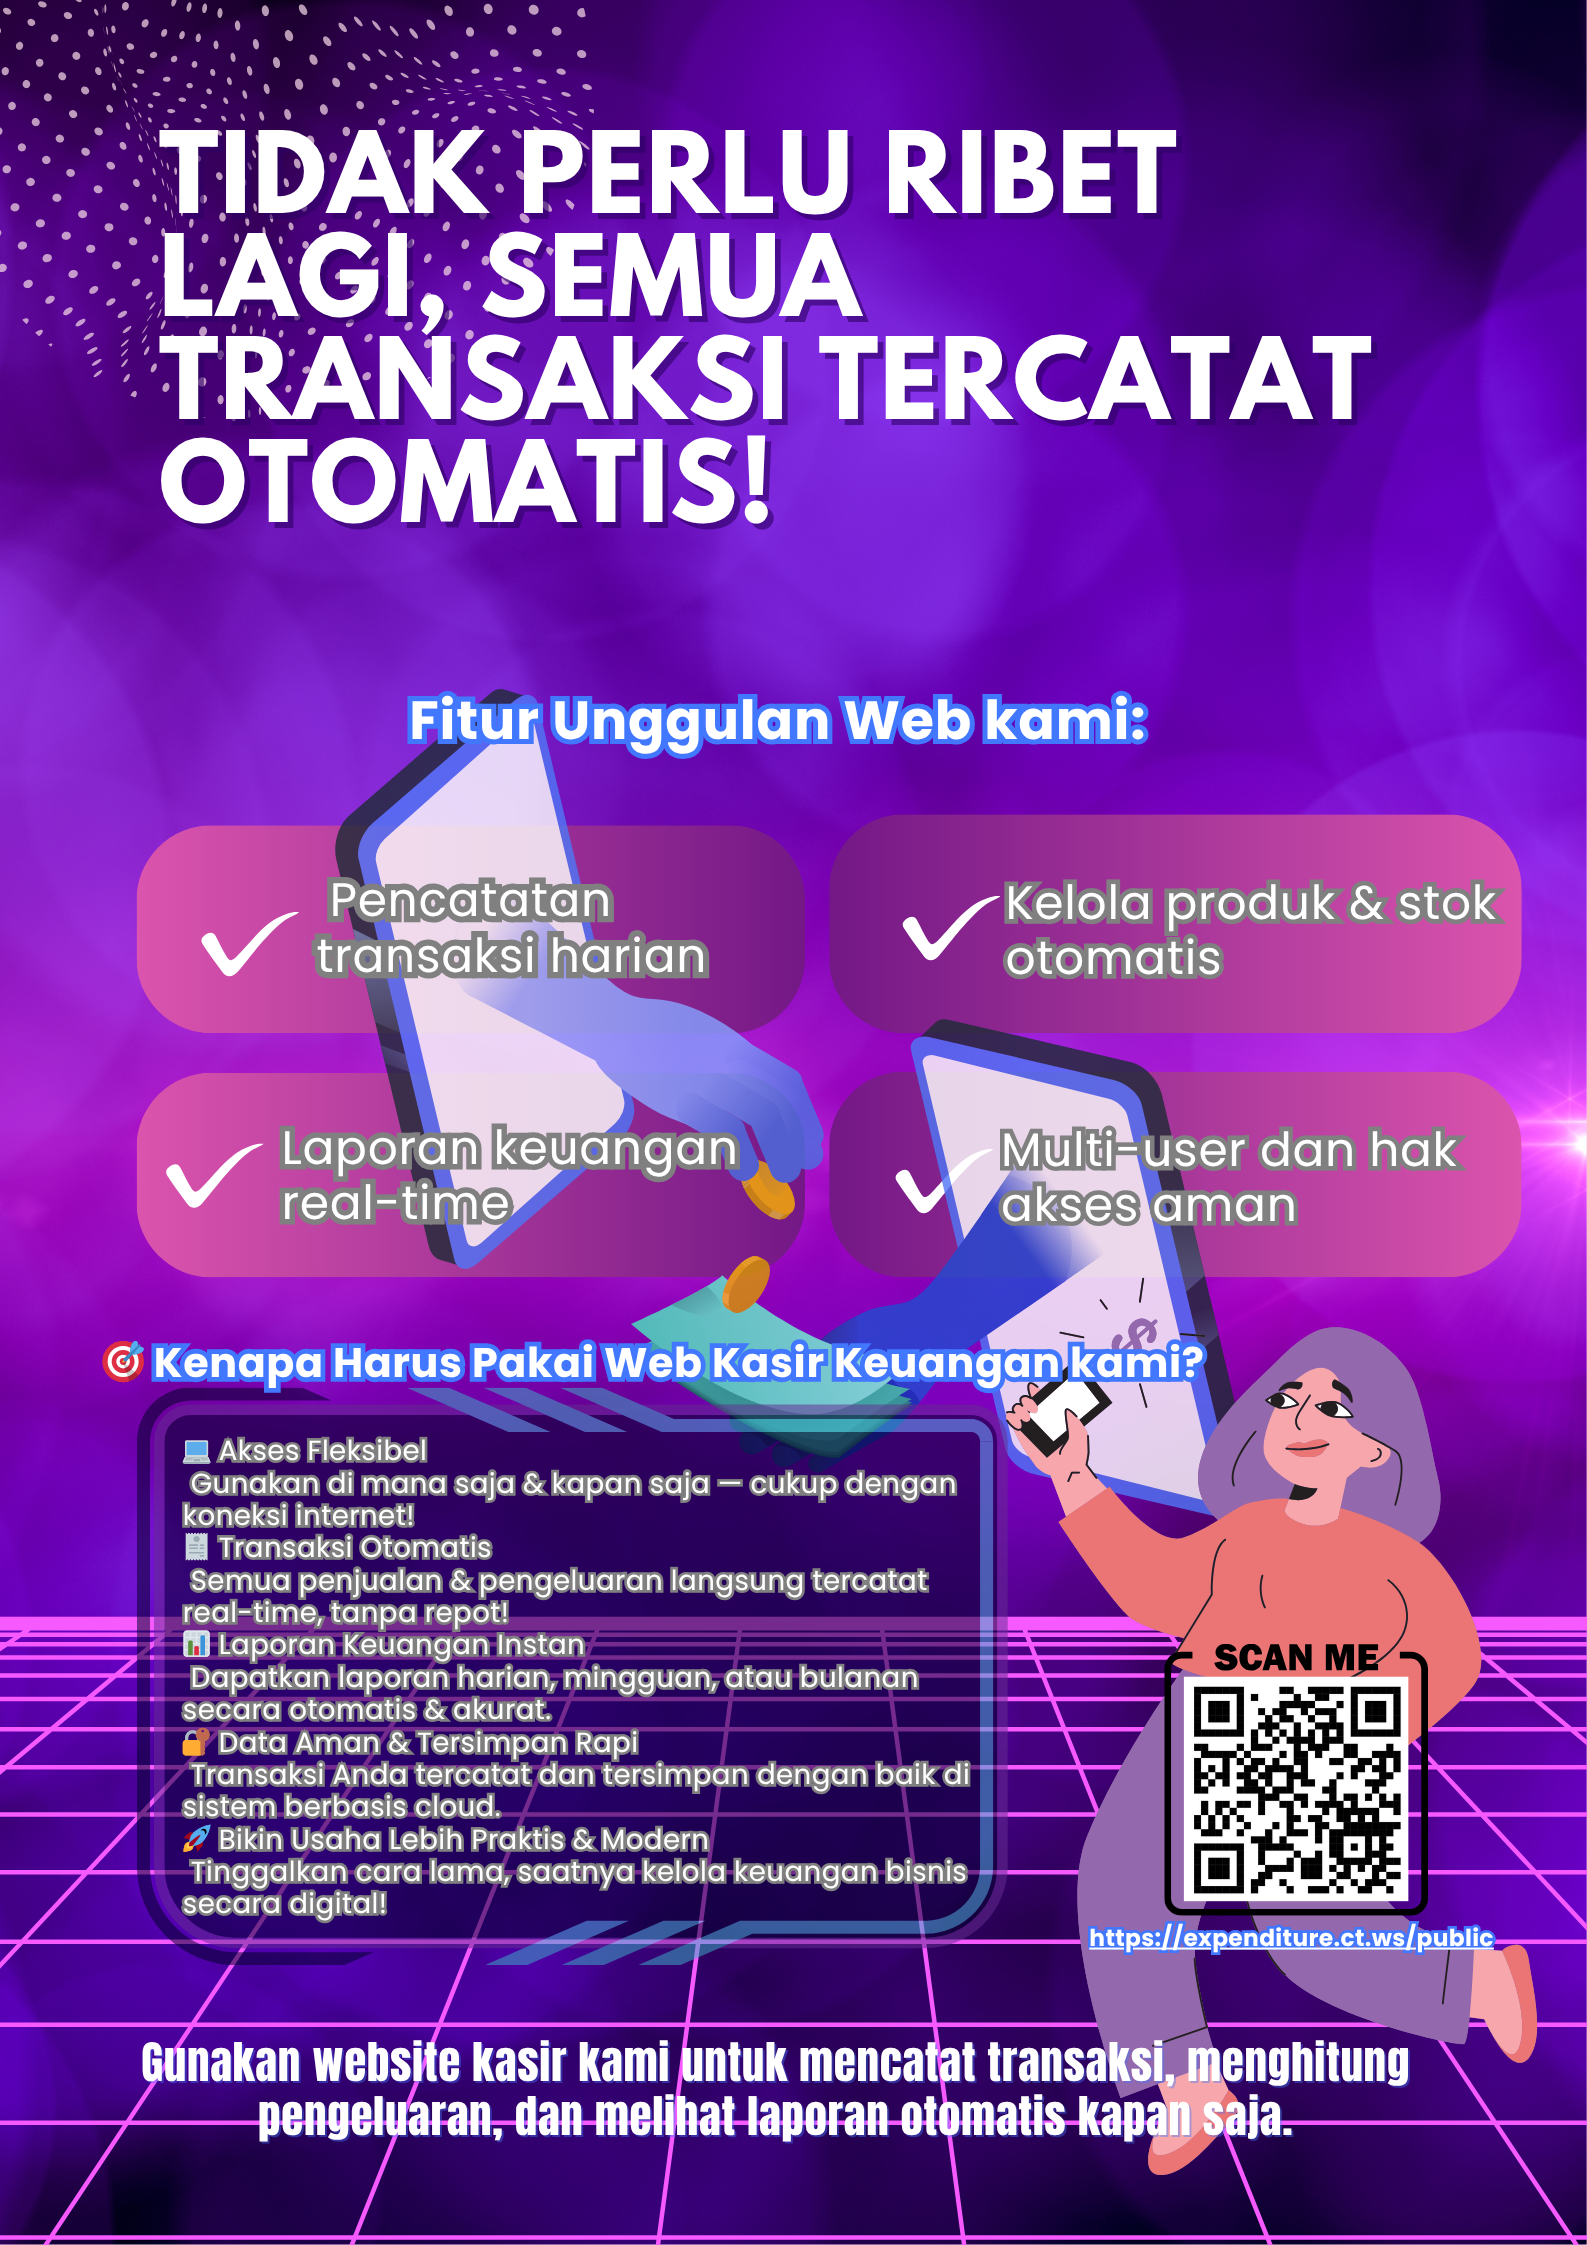 TIDAK PERLU RIBET
LAGI, SEMUA
TRANSAKSI TERCATAT
OTOMATIS!
Fitur Unggulan Web kami:
Pencatatan
transaksi harian
Kelola produk & stok
otomatis
Laporan keuangan
real-time
Multi-user dan hak
akses aman
$
🎯 Kenapa Harus Pakai Web Kasir Keuangan kami?
💻 Akses Fleksibel
Gunakan di mana saja & kapan saja — cukup dengan
koneksi internet!
🧾 Transaksi Otomatis
Semua penjualan & pengeluaran langsung tercatat
real-time, tanpa repot!
📊 Laporan Keuangan Instan
Dapatkan laporan harian, mingguan, atau bulanan
secara otomatis & akurat.
🔐 Data Aman & Tersimpan Rapi
Transaksi Anda tercatat dan tersimpan dengan baik di
sistem berbasis cloud.
🚀 Bikin Usaha Lebih Praktis & Modern
Tinggalkan cara lama, saatnya kelola keuangan bisnis
secara digital!
SCAN ME
https://expenditure.ct.ws/public
Gunakan website kasir kami untuk mencatat transaksi, menghitung
pengeluaran, dan melihat laporan otomatis kapan saja.